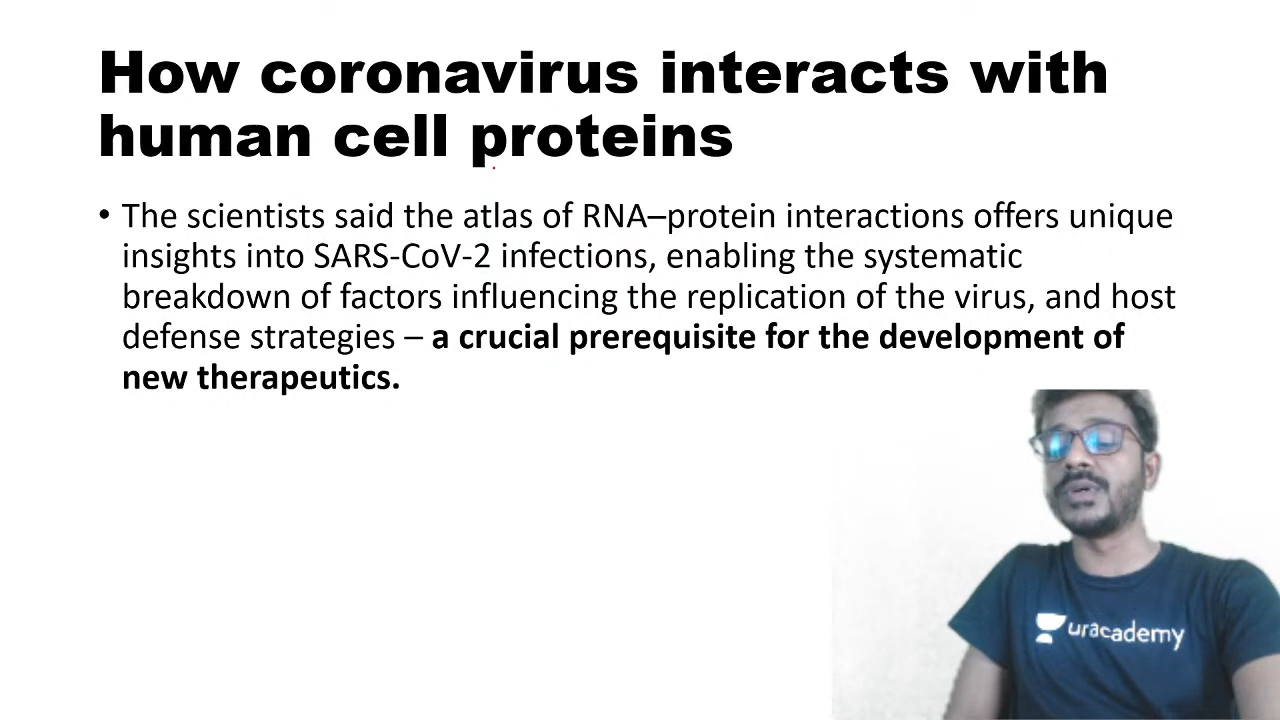 How coronavirus interacts with
human cell proteins
• The scientists said the atlas of RNA–protein interactions offers unique
insights into SARS-CoV-2 infections, enabling the systematic
breakdown of factors influencing the replication of the virus, and host
defense strategies – a crucial prerequisite for the development of
new therapeutics.
uracademy